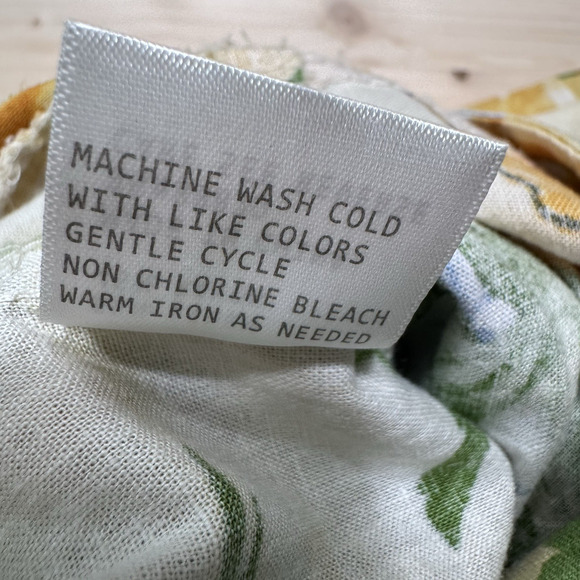 MACHINE WASH COLD
WITH LIKE COLORS
GENTLE CYCLE
NON CHLORINE BLEACH
WARM IRON AS NEEDED